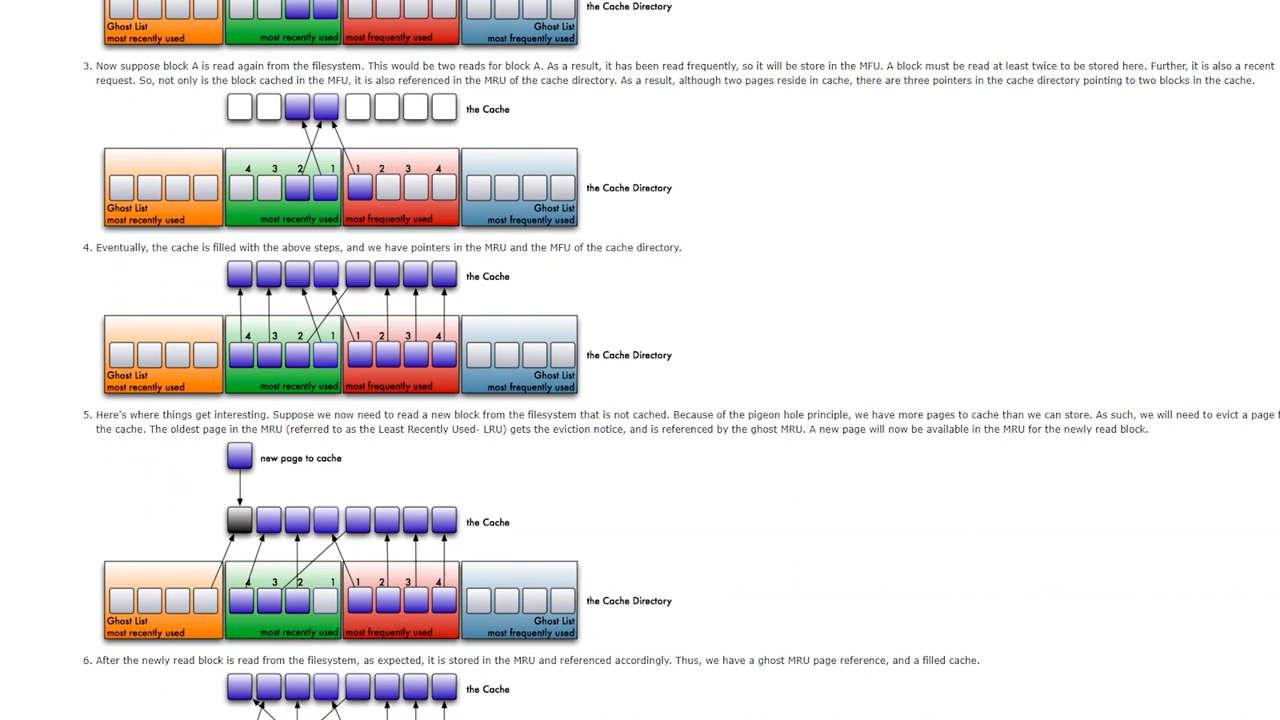 the Cache Directory
Ghost List Ghost List
most recently used most recently used most frequently used most frequently used
3. Now suppose block A is read again from the filesystem. This would be two reads for block A. As a result, it has been read frequently, so it will be store in the MFU. A block must be read at least twice to be stored here. Further, it is also a recent
request. So, not only is the block cached in the MFU, it is also referenced in the MRU of the cache directory. As a result, although two pages reside in cache, there are three pointers in the cache directory pointing to two blocks in the cache.
the Cache
4 3 2 1 1 2 3 4
the Cache Directory
Ghost List Ghost List
most recently used most recently used most frequently used most frequently used
4. Eventually, the cache is filled with the above steps, and we have pointers in the MRU and the MFU of the cache directory.
the Cache
4 3 2 1 1 2 3 4
the Cache Directory
Ghost List Ghost List
most recently used most recently used most frequently used most frequently used
5. Here's where things get interesting. Suppose we now need to read a new block from the filesystem that is not cached. Because of the pigeon hole principle, we have more pages to cache than we can store. As such, we will need to evict a page f
the cache. The oldest page in the MRU (referred to as the Least Recently Used- LRU) gets the eviction notice, and is referenced by the ghost MRU. A new page will now be available in the MRU for the newly read block.
new page to cache
the Cache
4 3 2 1 1 2 3 4
the Cache Directory
Ghost List Ghost List
most recently used most recently used most frequently used most frequently used
6. After the newly read block is read from the filesystem, as expected, it is stored in the MRU and referenced accordingly. Thus, we have a ghost MRU page reference, and a filled cache.
the Cache